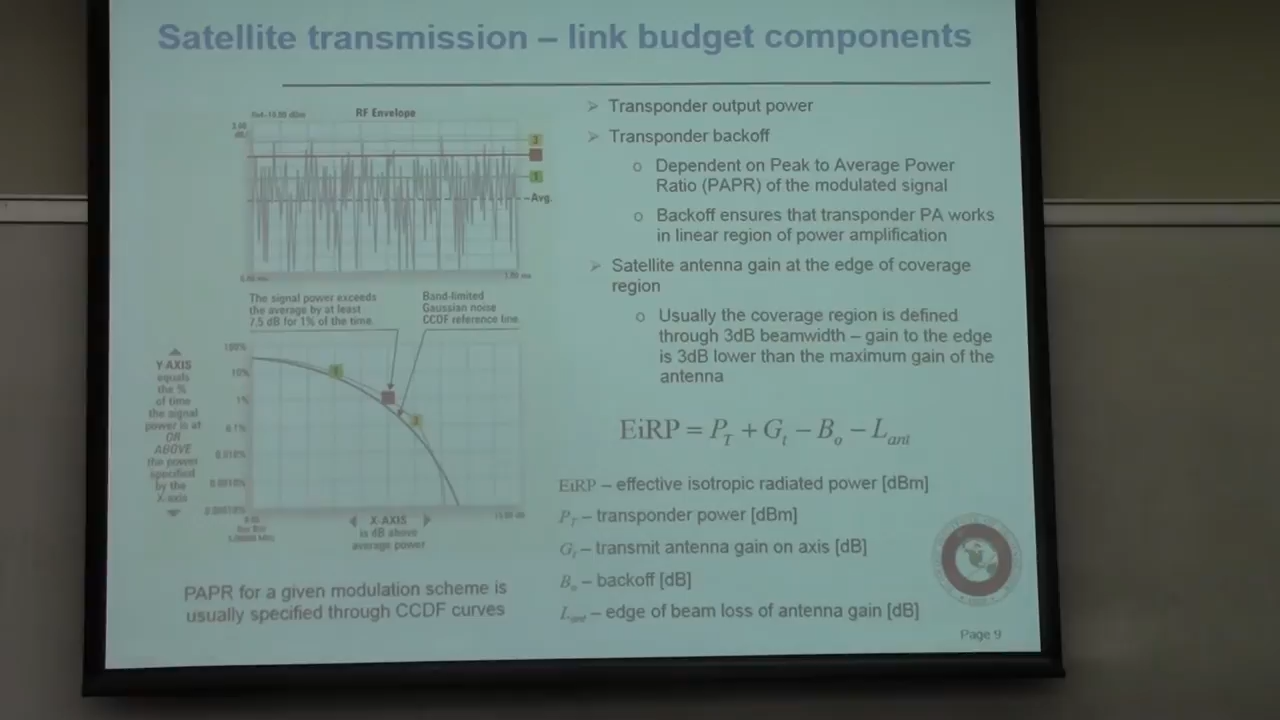 Satellite transmission – link budget components
RF Envelope
Avg.
The signal power exceeds
the average by at least
7.5 dB for 1% of the time.
Band-limited
Gaussian noise
CCDF reference line
Y-AXIS
equals
the %
of time
the signal
power is at
OR
ABOVE
the power
specified
by the
X-axis
100%
10%
1%
0.1%
X-AXIS
is dB above
average power
PAPR for a given modulation scheme is
usually specified through CCDF curves
➢ Transponder output power
➢ Transponder backoff
o Dependent on Peak to Average Power
Ratio (PAPR) of the modulated signal
o Backoff ensures that transponder PA works
in linear region of power amplification
➢ Satellite antenna gain at the edge of coverage
region
o Usually the coverage region is defined
through 3dB beamwidth – gain to the edge
is 3dB lower than the maximum gain of the
antenna
EiRP = P_T + G_t − B_o − L_ant
EiRP – effective isotropic radiated power [dBm]
P_T – transponder power [dBm]
G_t – transmit antenna gain on axis [dB]
B_o – backoff [dB]
L_ant – edge of beam loss of antenna gain [dB]
Page 9